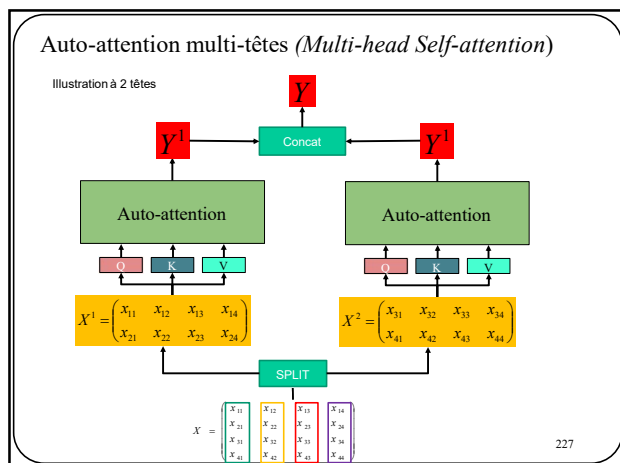 Auto-attention multi-têtes (Multi-head Self-attention)
Illustration à 2 têtes
Y
Y¹ Concat Y¹
Auto-attention Auto-attention
Q K V Q K V
X¹ = ( x₁₁ x₁₂ x₁₃ x₁₄ ) X² = ( x₃₁ x₃₂ x₃₃ x₃₄ )
( x₂₁ x₂₂ x₂₃ x₂₄ ) ( x₄₁ x₄₂ x₄₃ x₄₄ )
SPLIT
x₁₁ x₁₂ x₁₃ x₁₄
X = x₂₁ x₂₂ x₂₃ x₂₄
x₃₁ x₃₂ x₃₃ x₃₄
x₄₁ x₄₂ x₄₃ x₄₄
227